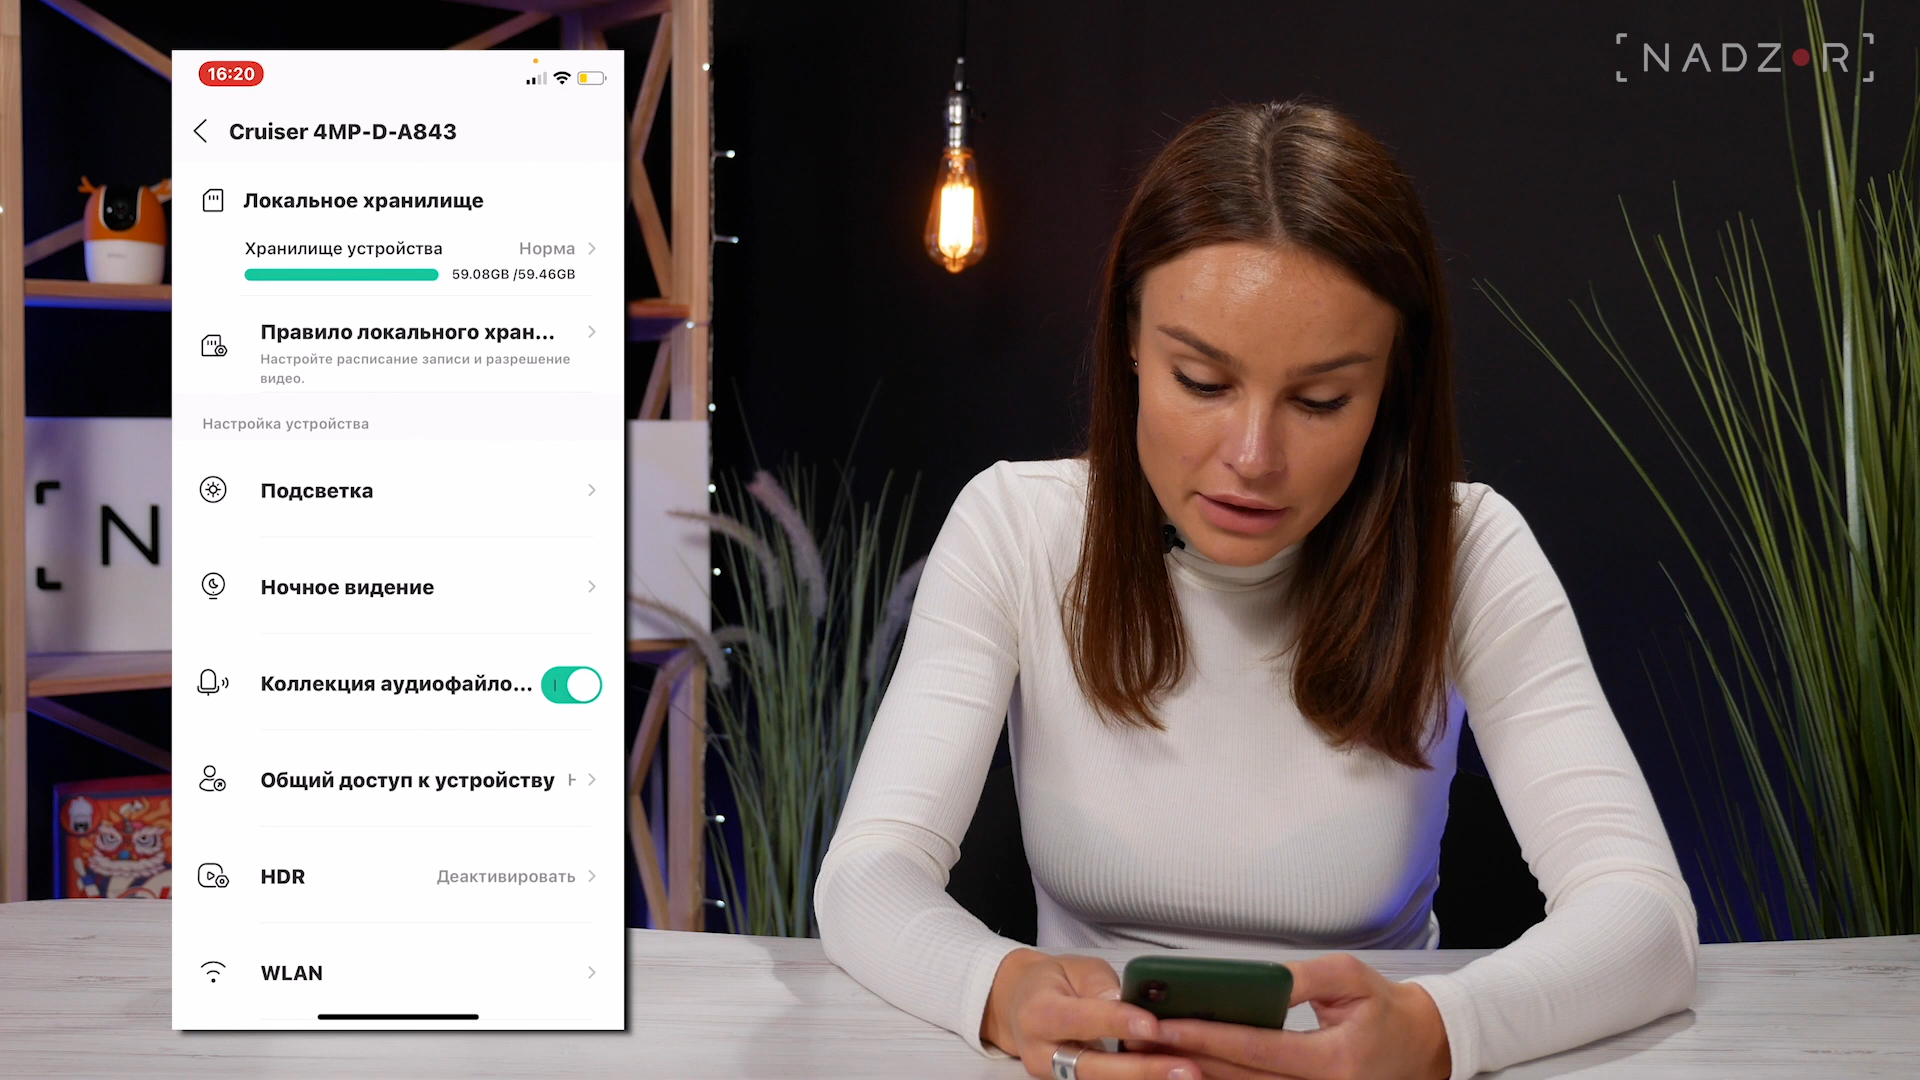 16:20
Cruiser 4MP-D-A843
Локальное хранилище
Хранилище устройства
Норма
59.08GB /59.46GB
Правило локального хран...
Настройте расписание записи и разрешение
видео.
Настройка устройства
Подсветка
Ночное видение
Коллекция аудиофайло...
Общий доступ к устройству
HDR
Деактивировать
WLAN
[NADZOR]
N